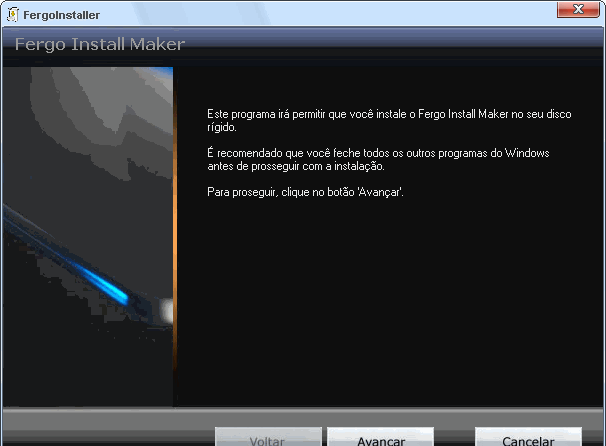 FergoInstaller
Fergo Install Maker
Este programa irá permitir que você instale o Fergo Install Maker no seu disco
rígido.
É recomendado que você feche todos os outros programas do Windows
antes de prosseguir com a instalação.
Para proseguir, clique no botão 'Avançar'.
Voltar
Avançar
Cancelar